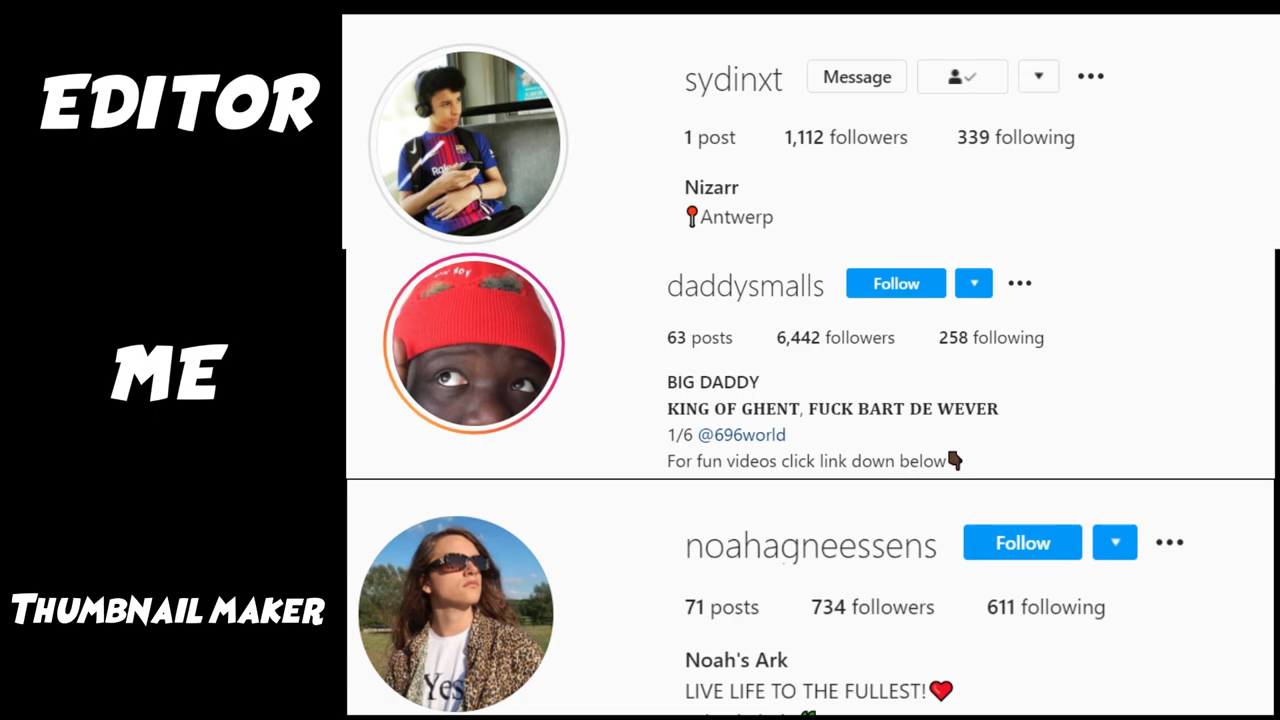 EDITOR
sydinxt Message
1 post 1,112 followers 339 following
Nizarr
Antwerp
ME
daddysmalls Follow
63 posts 6,442 followers 258 following
BIG DADDY
KING OF GHENT, FUCK BART DE WEVER
1/6 @696world
For fun videos click link down below
THUMBNAIL MAKER
noahagneessens Follow
71 posts 734 followers 611 following
Yes
Noah's Ark
LIVE LIFE TO THE FULLEST!